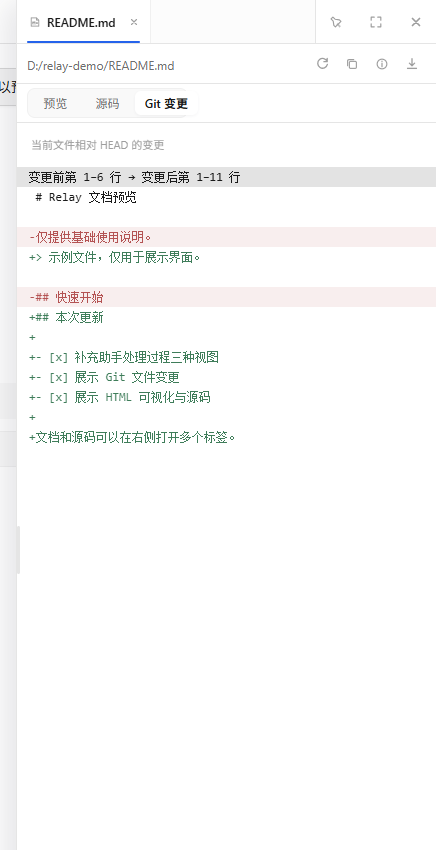 README.md
以预
D:/relay-demo/README.md
预览 源码 Git 变更
当前文件相对 HEAD 的变更
变更前第 1–6 行 → 变更后第 1–11 行
# Relay 文档预览
-仅提供基础使用说明。
+> 示例文件，仅用于展示界面。
-## 快速开始
+## 本次更新
+
+- [x] 补充助手处理过程三种视图
+- [x] 展示 Git 文件变更
+- [x] 展示 HTML 可视化与源码
+
+文档和源码可以在右侧打开多个标签。